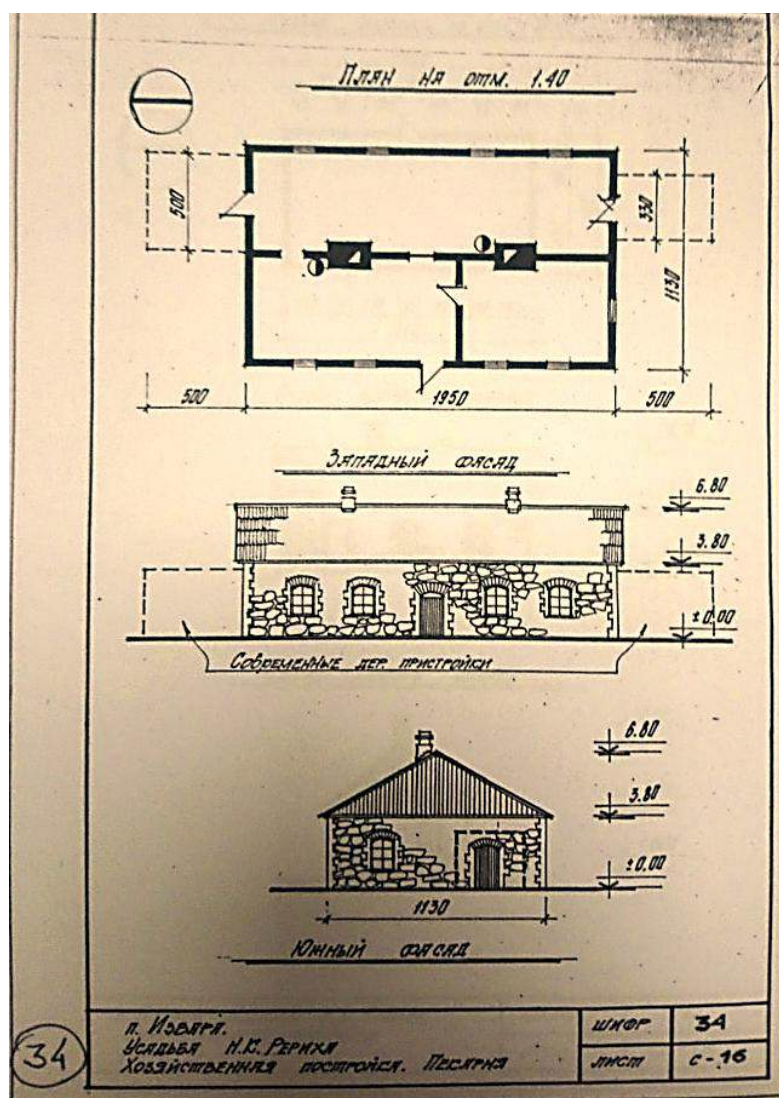 План на отм. 1.40
500
330
1130
500
1950
500
Западный фасад
6.80
3.80
±0.00
Современные дер. пристройки
6.80
3.80
±0.00
1130
Южный фасад
п. Извара.
Усадьба Н.К. Рериха
Хозяйственная постройка. Псарня
шифр 34
лист с-16
34